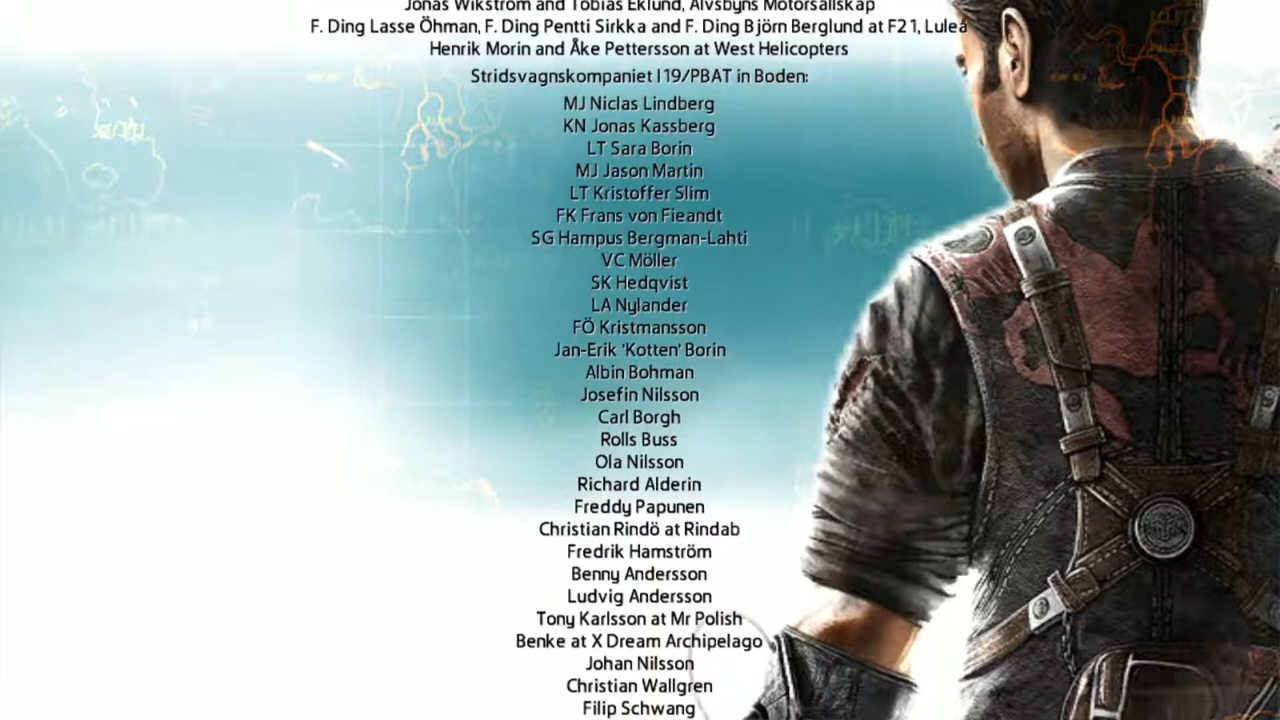 Jonas Wikström and Tobias Eklund, Älvsbyns Motorsällskap
F. Ding Lasse Öhman, F. Ding Pentti Sirkka and F. Ding Björn Berglund at F21, Luleå
Henrik Morin and Åke Pettersson at West Helicopters
Stridsvagnskompaniet I19/PBAT in Boden:
MJ Niclas Lindberg
KN Jonas Kassberg
LT Sara Borin
MJ Jason Martin
LT Kristoffer Slim
FK Frans von Fieandt
SG Hampus Bergman-Lahti
VC Möller
SK Hedqvist
LA Nylander
FÖ Kristmansson
Jan-Erik 'Kotten' Borin
Albin Bohman
Josefin Nilsson
Carl Borgh
Rolls Buss
Ola Nilsson
Richard Alderin
Freddy Papunen
Christian Rindö at Rindab
Fredrik Hamström
Benny Andersson
Ludvig Andersson
Tony Karlsson at Mr Polish
Benke at X Dream Archipelago
Johan Nilsson
Christian Wallgren
Filip Schwang